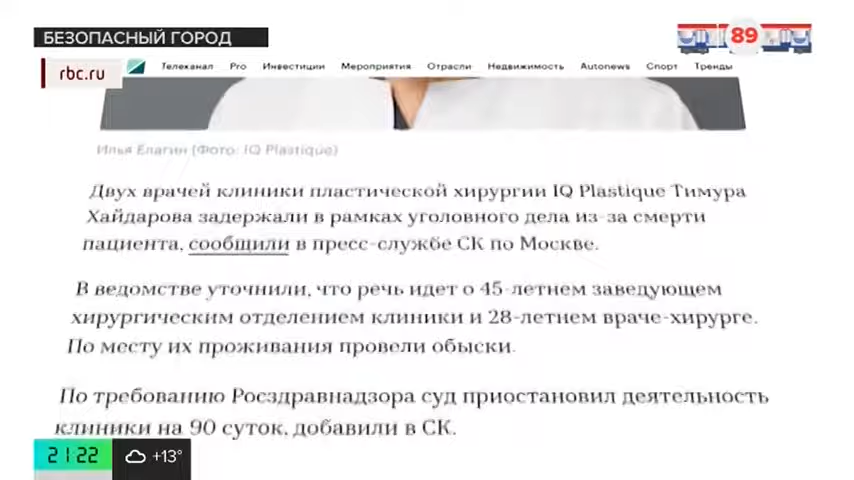 БЕЗОПАСНЫЙ ГОРОД
89
rbc.ru
Телеканал Pro Инвестиции Мероприятия Отрасли Недвижимость Autonews Спорт Тренды
Илья Елагин (Фото: IQ Plastique)
Двух врачей клиники пластической хирургии IQ Plastique Тимура
Хайдарова задержали в рамках уголовного дела из-за смерти
пациента, сообщили в пресс-службе СК по Москве.
В ведомстве уточнили, что речь идет о 45-летнем заведующем
хирургическим отделением клиники и 28-летнем враче-хирурге.
По месту их проживания провели обыски.
По требованию Росздравнадзора суд приостановил деятельность
клиники на 90 суток, добавили в СК.
21:22 +13°